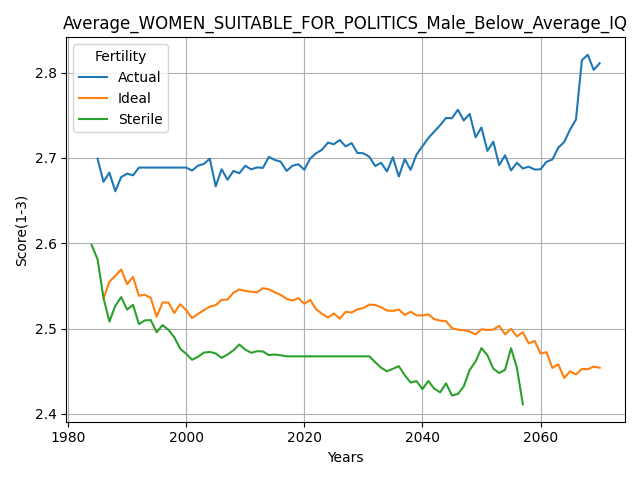 Average_WOMEN_SUITABLE_FOR_POLITICS_Male_Below_Average_IQ
Fertility
Actual
Ideal
Sterile
Score(1-3)
2.8
2.7
2.6
2.5
2.4
1980 2000 2020 2040 2060
Years